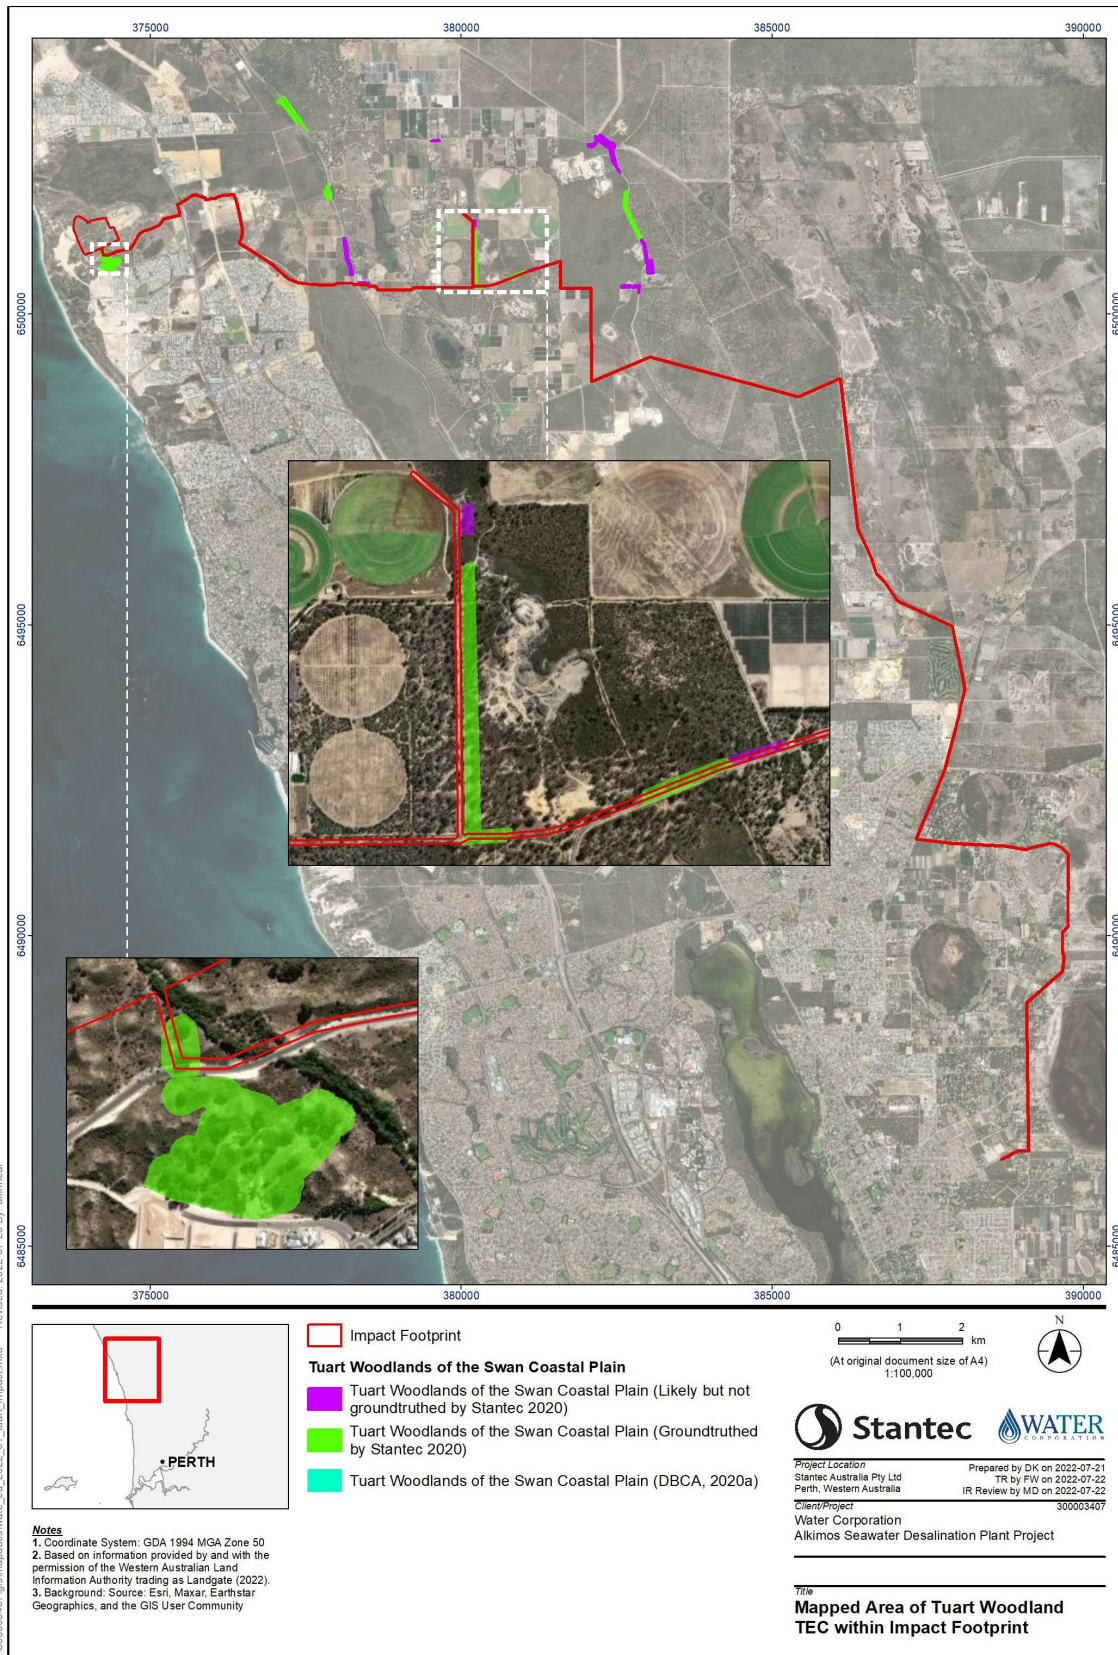 375000
380000
385000
390000
6500000
6500000
6495000
6495000
6490000
6490000
6485000
6485000
375000
380000
385000
390000
PERTH
Notes
1. Coordinate System: GDA 1994 MGA Zone 50
2. Based on information provided by and with the
permission of the Western Australian Land
Information Authority trading as Landgate (2022).
3. Background: Source: Esri, Maxar, Earthstar
Geographics, and the GIS User Community
Impact Footprint
Tuart Woodlands of the Swan Coastal Plain
Tuart Woodlands of the Swan Coastal Plain (Likely but not
groundtruthed by Stantec 2020)
Tuart Woodlands of the Swan Coastal Plain (Groundtruthed
by Stantec 2020)
Tuart Woodlands of the Swan Coastal Plain (DBCA, 2020a)
0 1 2
km
(At original document size of A4)
1:100,000
N
Stantec
WATER
CORPORATION
Project Location
Stantec Australia Pty Ltd
Perth, Western Australia
Prepared by DK on 2022-07-21
TR by FW on 2022-07-22
IR Review by MD on 2022-07-22
Client/Project
300003407
Water Corporation
Alkimos Seawater Desalination Plant Project
Title
Mapped Area of Tuart Woodland
TEC within Impact Footprint